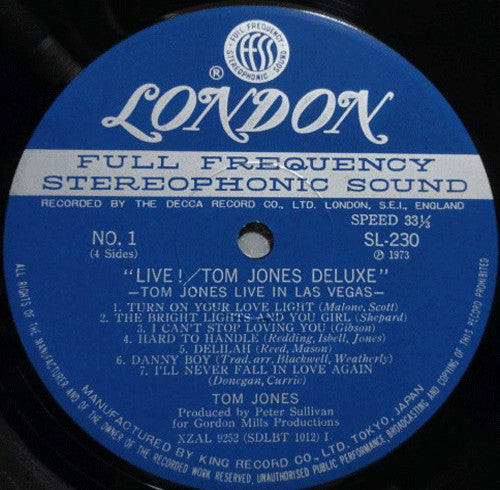 FULL FREQUENCY
ffss
STEREOPHONIC SOUND
®
LONDON
FULL FREQUENCY
STEREOPHONIC SOUND
RECORDED BY THE DECCA RECORD CO., LTD. LONDON, S.E.I., ENGLAND
SPEED 33⅓
NO. 1
SL-230
(4 Sides)
Ⓟ 1973
"LIVE!/TOM JONES DELUXE"
—TOM JONES LIVE IN LAS VEGAS—
1. TURN ON YOUR LOVE LIGHT (Malone, Scott)
2. THE BRIGHT LIGHTS AND YOU GIRL (Shepard)
3. I CAN'T STOP LOVING YOU (Gibson)
4. HARD TO HANDLE (Redding, Isbell, Jones)
5. DELILAH (Reed, Mason)
6. DANNY BOY (Trad, arr. Blackwell, Weatherly)
7. I'LL NEVER FALL IN LOVE AGAIN
(Donegan, Curric)
TOM JONES
Produced by Peter Sullivan
for Gordon Mills Productions
XZAL 9252 (SDLBT 1012) I
MANUFACTURED BY KING RECORD CO., LTD. TOKYO, JAPAN
ALL RIGHTS OF THE MANUFACTURER AND OF THE OWNER OF THE RECORDED WORK RESERVED. UNAUTHORISED PUBLIC PERFORMANCE, BROADCASTING AND COPYING OF THIS RECORD PROHIBITED